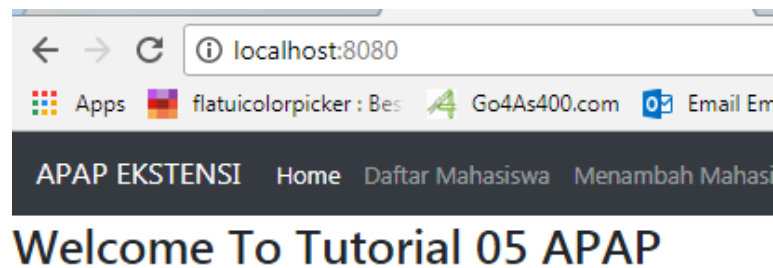 localhost:8080
Apps flatuicolorpicker : Bes Go4As400.com Email Em
APAP EKSTENSI Home Daftar Mahasiswa Menambah Mahasi
Welcome To Tutorial 05 APAP